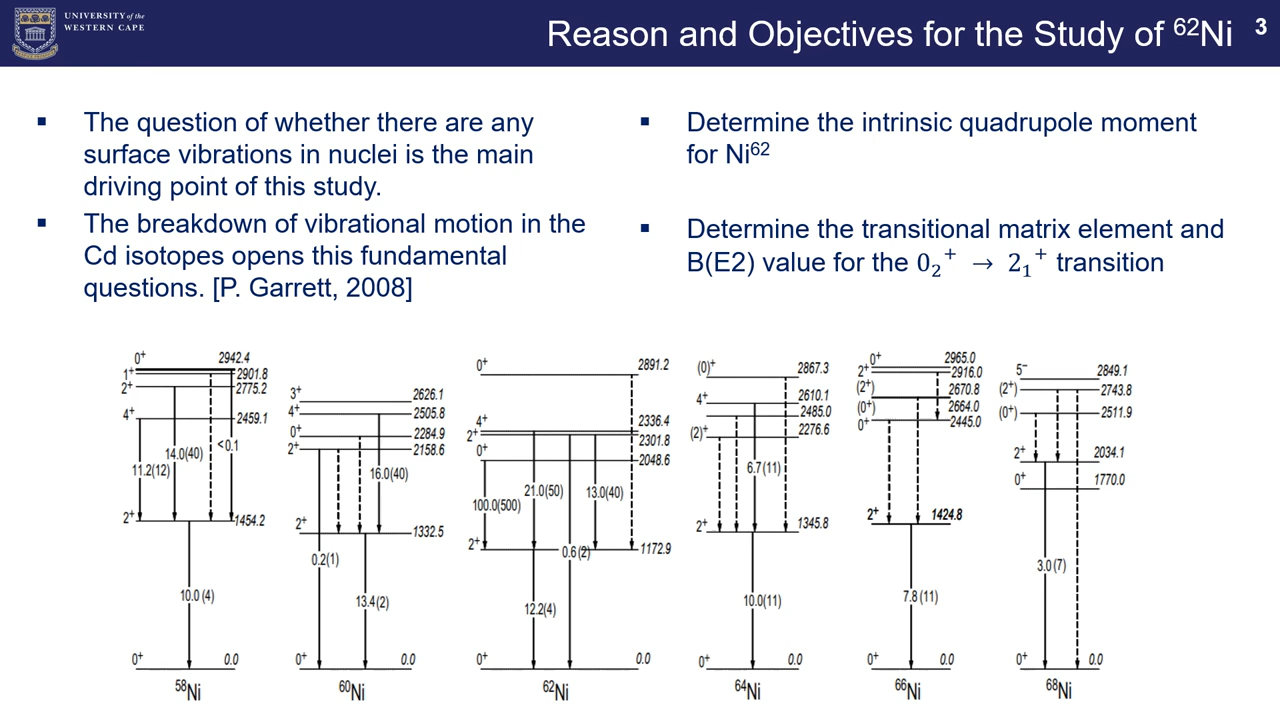 UNIVERSITY of the
WESTERN CAPE
Reason and Objectives for the Study of ⁶²Ni
3
▪ The question of whether there are any
surface vibrations in nuclei is the main
driving point of this study.
▪ The breakdown of vibrational motion in the
Cd isotopes opens this fundamental
questions. [P. Garrett, 2008]
▪ Determine the intrinsic quadrupole moment
for Ni⁶²
▪ Determine the transitional matrix element and
B(E2) value for the 0₂⁺ → 2₁⁺ transition
0⁺ 2942.4
1⁺ 2901.8
2⁺ 2775.2
4⁺ 2459.1
<0.1
14.0(40)
11.2(12)
2⁺ 1454.2
10.0(4)
0⁺ 0.0
⁵⁸Ni
3⁺ 2626.1
4⁺ 2505.8
0⁺ 2284.9
2⁺ 2158.6
16.0(40)
2⁺ 1332.5
0.2(1)
13.4(2)
0⁺ 0.0
⁶⁰Ni
0⁺ 2891.2
4⁺ 2336.4
2⁺ 2301.8
0⁺ 2048.6
21.0(50) 13.0(40)
100.0(500)
2⁺ 0.6(2) 1172.9
12.2(4)
0⁺ 0.0
⁶²Ni
(0)⁺ 2867.3
4⁺ 2610.1
2485.0
(2)⁺ 2276.6
6.7(11)
2⁺ 1345.8
10.0(11)
0⁺ 0.0
⁶⁴Ni
0⁺ 2965.0
2⁺ 2916.0
(2⁺) 2670.8
(0⁺) 2664.0
0⁺ 2445.0
2⁺ 1424.8
7.8(11)
0⁺ 0.0
⁶⁶Ni
5⁻ 2849.1
(2⁺) 2743.8
(0⁺) 2511.9
2⁺ 2034.1
0⁺ 1770.0
3.0(7)
0⁺ 0.0
⁶⁸Ni